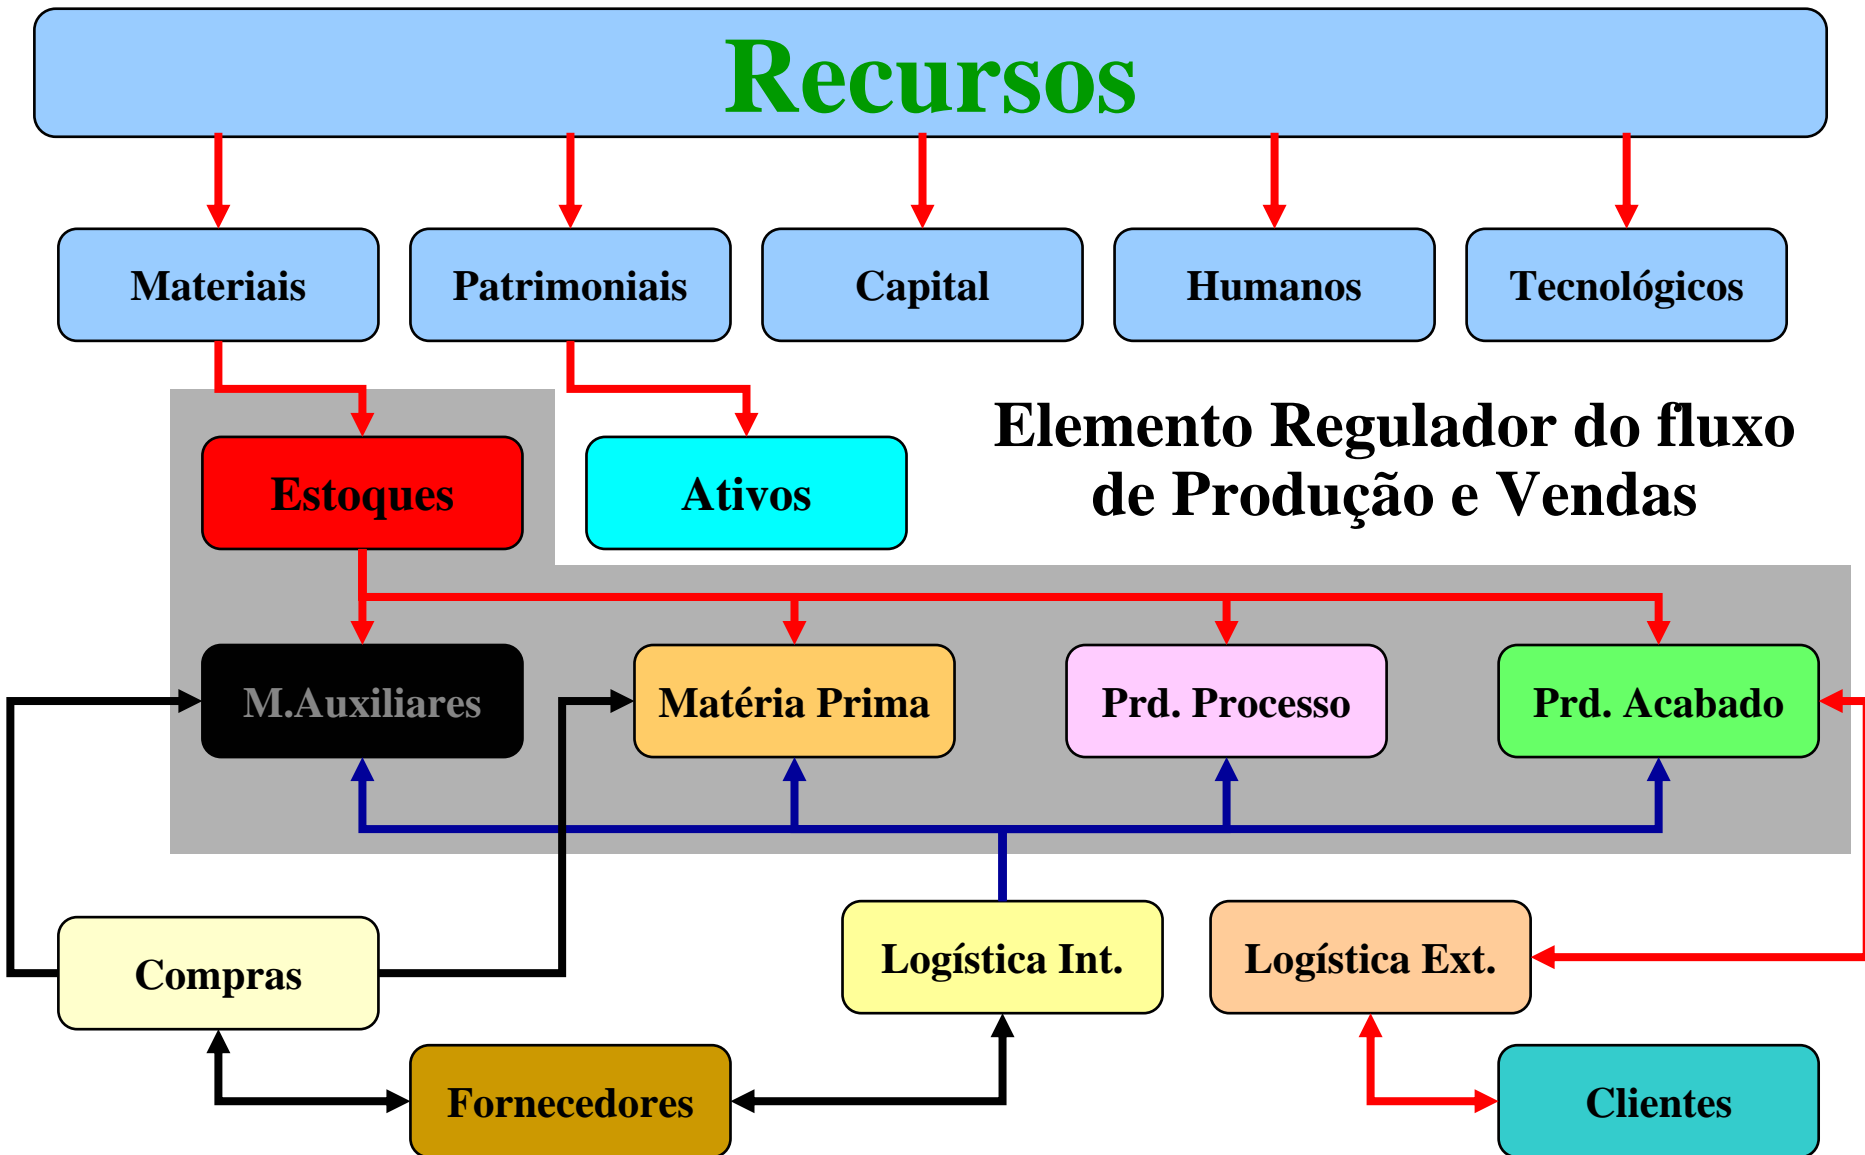 Recursos
Materiais
Patrimoniais
Capital
Humanos
Tecnológicos
Elemento Regulador do fluxo
de Produção e Vendas
Estoques
Ativos
M.Auxiliares
Matéria Prima
Prd. Processo
Prd. Acabado
Compras
Logística Int.
Logística Ext.
Fornecedores
Clientes